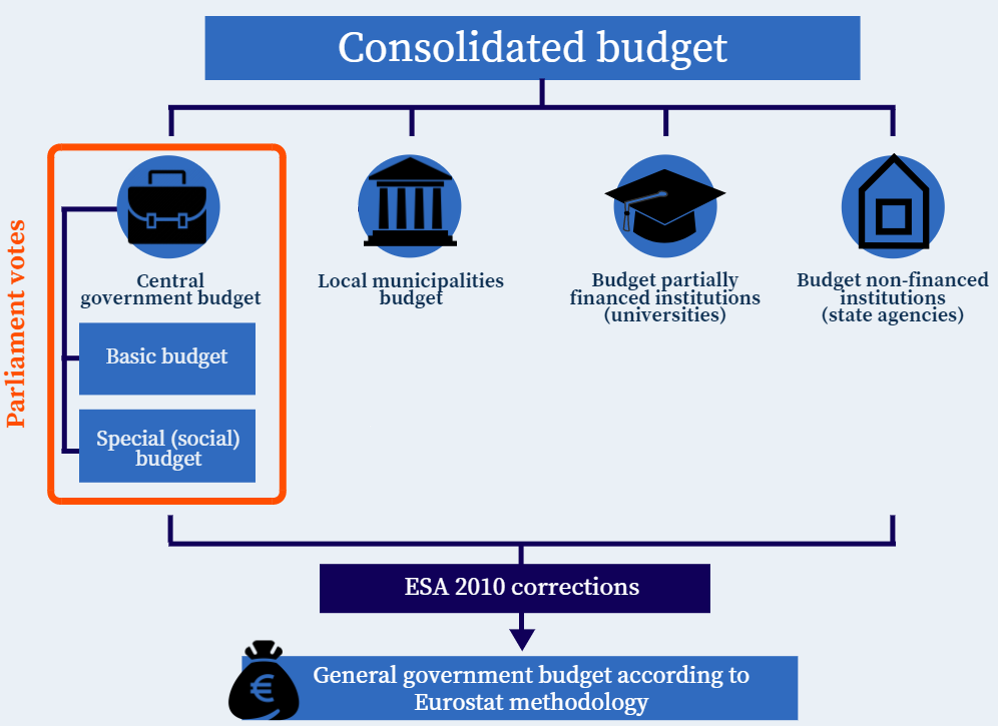 Consolidated budget
Parliament votes
Central
government budget
Basic budget
Special (social)
budget
Local municipalities
budget
Budget partially
financed institutions
(universities)
Budget non-financed
institutions
(state agencies)
ESA 2010 corrections
€
General government budget according to
Eurostat methodology